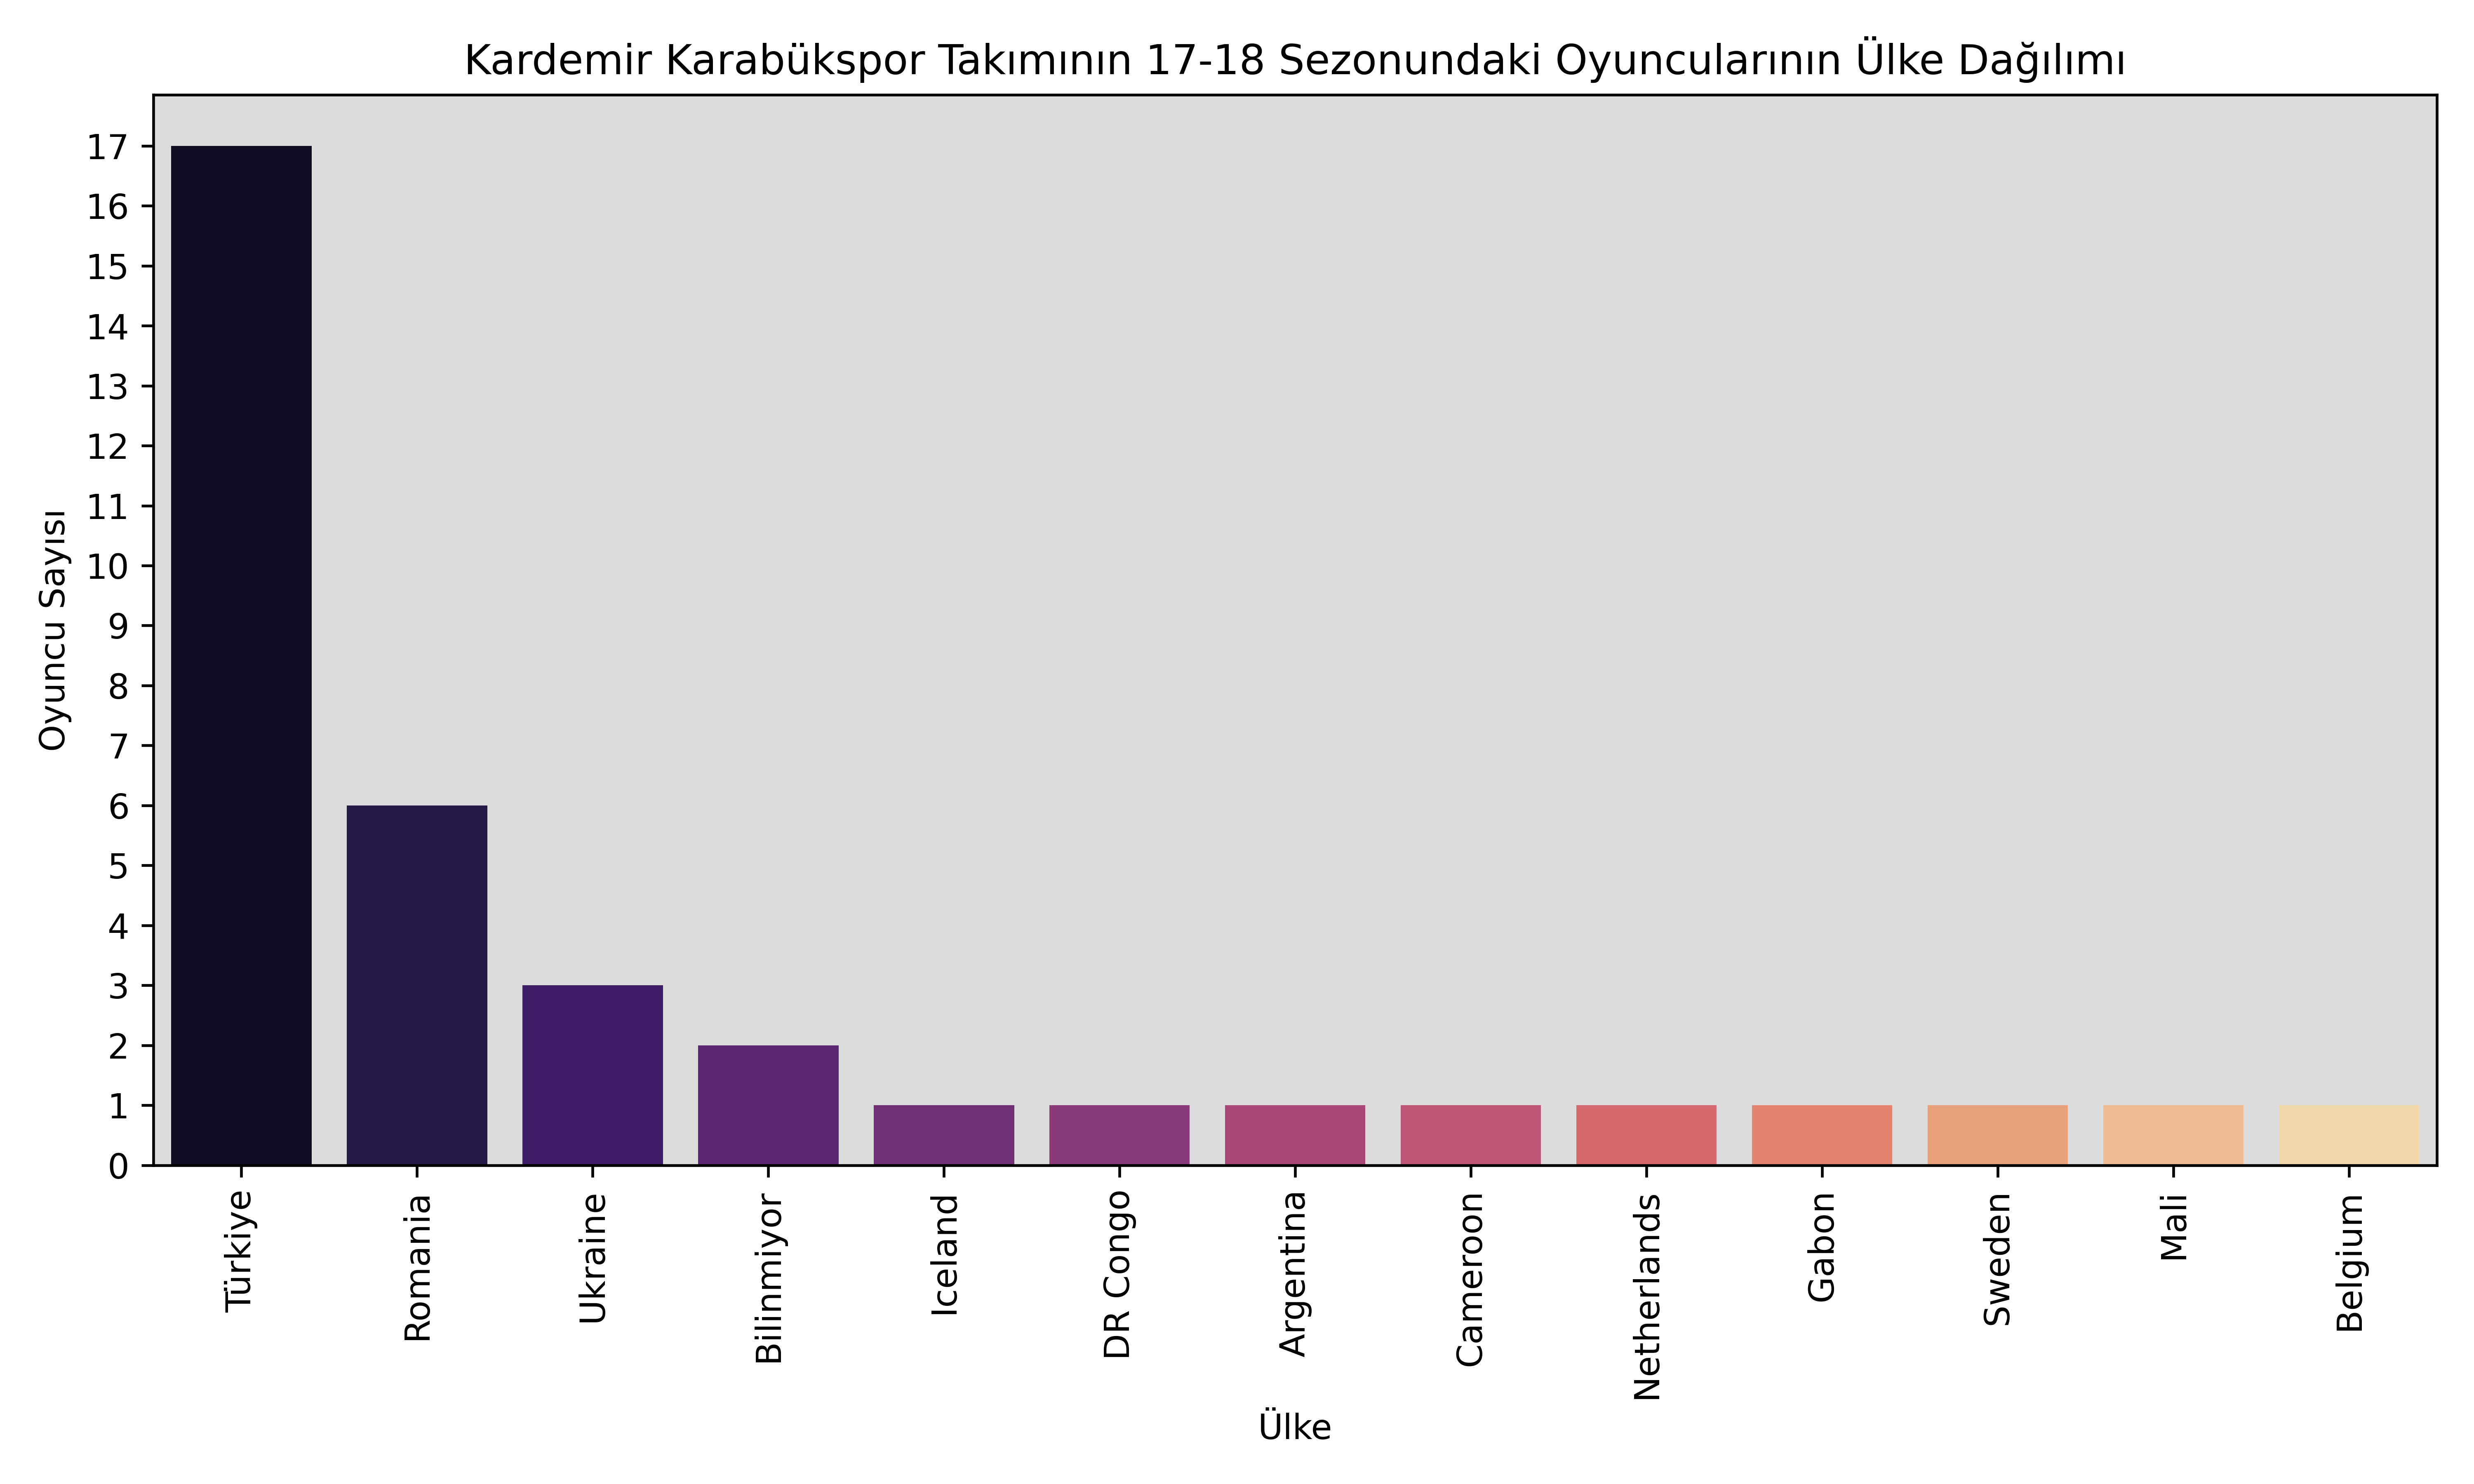 Kardemir Karabükspor Takımının 17-18 Sezonundaki Oyuncularının Ülke Dağılımı
Oyuncu Sayısı
17
16
15
14
13
12
11
10
9
8
7
6
5
4
3
2
1
0
Türkiye
Romania
Ukraine
Bilinmiyor
Iceland
DR Congo
Argentina
Cameroon
Netherlands
Gabon
Sweden
Mali
Belgium
Ülke